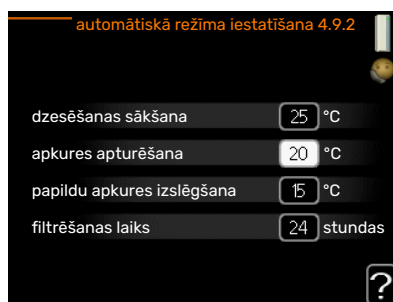 automātiskā režīma iestatīšana 4.9.2
dzesēšanas sākšana 25 °C
apkures apturēšana 20 °C
papildu apkures izslēgšana 15 °C
filtrēšanas laiks 24 stundas
?